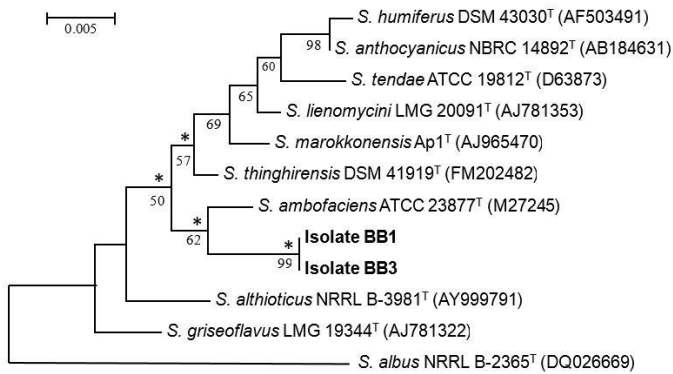 0.005
S. humiferus DSM 43030ᵀ (AF503491)
98
S. anthocyanicus NBRC 14892ᵀ (AB184631)
60
S. tendae ATCC 19812ᵀ (D63873)
65
S. lienomycini LMG 20091ᵀ (AJ781353)
69
* S. marokkonensis Ap1ᵀ (AJ965470)
57
* S. thinghirensis DSM 41919ᵀ (FM202482)
50
* S. ambofaciens ATCC 23877ᵀ (M27245)
62
* Isolate BB1
99
Isolate BB3
S. althioticus NRRL B-3981ᵀ (AY999791)
S. griseoflavus LMG 19344ᵀ (AJ781322)
S. albus NRRL B-2365ᵀ (DQ026669)